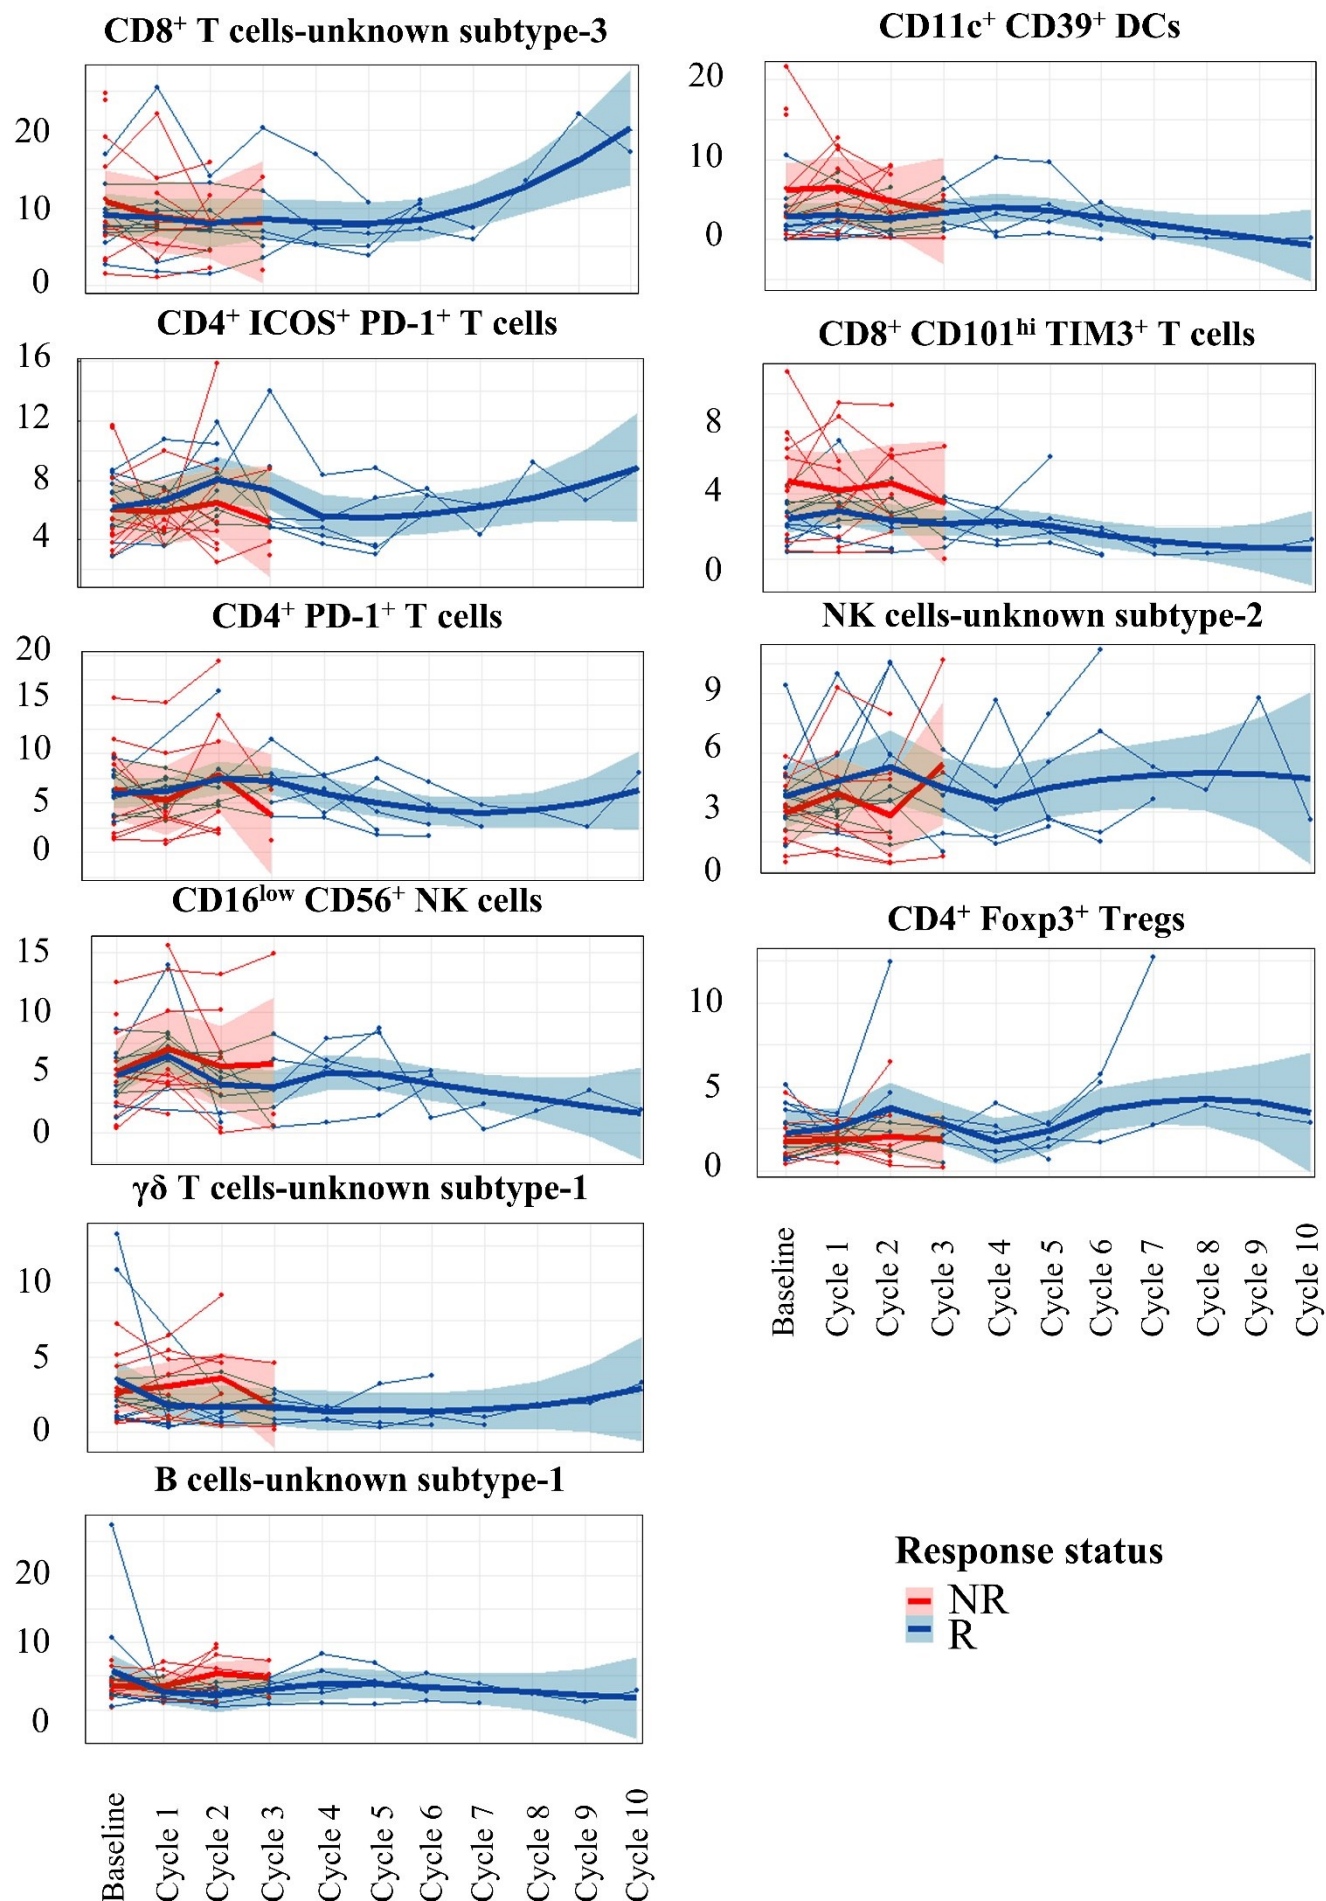 CD8⁺ T cells-unknown subtype-3
20
10
0
CD4⁺ ICOS⁺ PD-1⁺ T cells
16
12
8
4
CD4⁺ PD-1⁺ T cells
20
15
10
5
0
CD16ˡᵒʷ CD56⁺ NK cells
15
10
5
0
γδ T cells-unknown subtype-1
10
5
0
B cells-unknown subtype-1
20
10
0
Baseline
Cycle 1
Cycle 2
Cycle 3
Cycle 4
Cycle 5
Cycle 6
Cycle 7
Cycle 8
Cycle 9
Cycle 10
CD11c⁺ CD39⁺ DCs
20
10
0
CD8⁺ CD101ʰⁱ TIM3⁺ T cells
8
4
0
NK cells-unknown subtype-2
9
6
3
0
CD4⁺ Foxp3⁺ Tregs
10
5
0
Baseline
Cycle 1
Cycle 2
Cycle 3
Cycle 4
Cycle 5
Cycle 6
Cycle 7
Cycle 8
Cycle 9
Cycle 10
Response status
NR
R